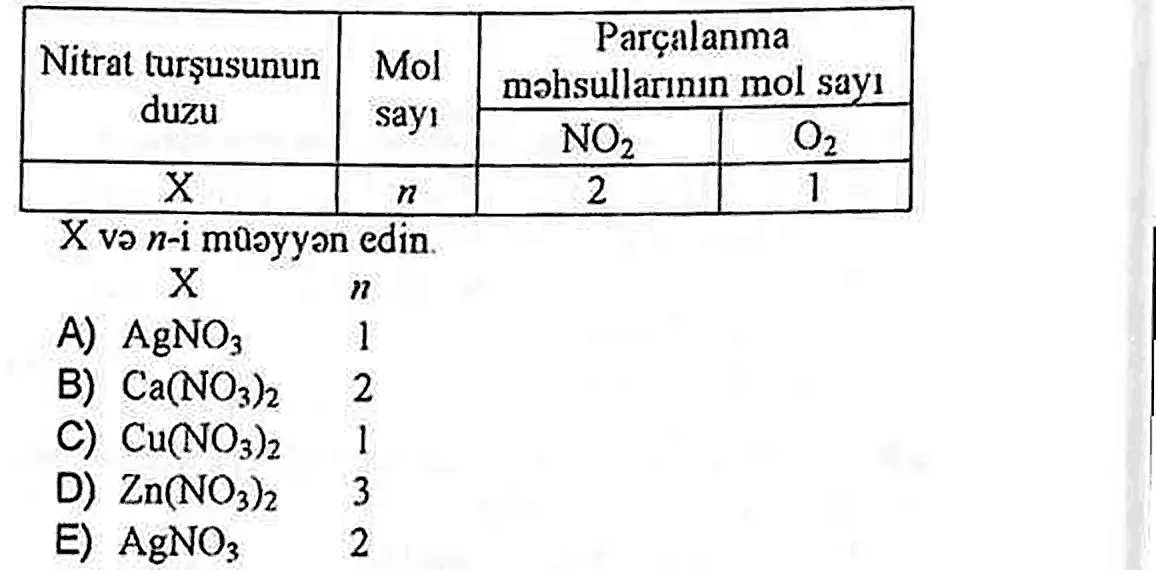 Nitrat turşusunun duzu | Mol sayı | Parçalanma məhsullarının mol sayı
NO₂ | O₂
X | n | 2 | 1
X və n-i müəyyən edin.
X n
A) AgNO₃ 1
B) Ca(NO₃)₂ 2
C) Cu(NO₃)₂ 1
D) Zn(NO₃)₂ 3
E) AgNO₃ 2